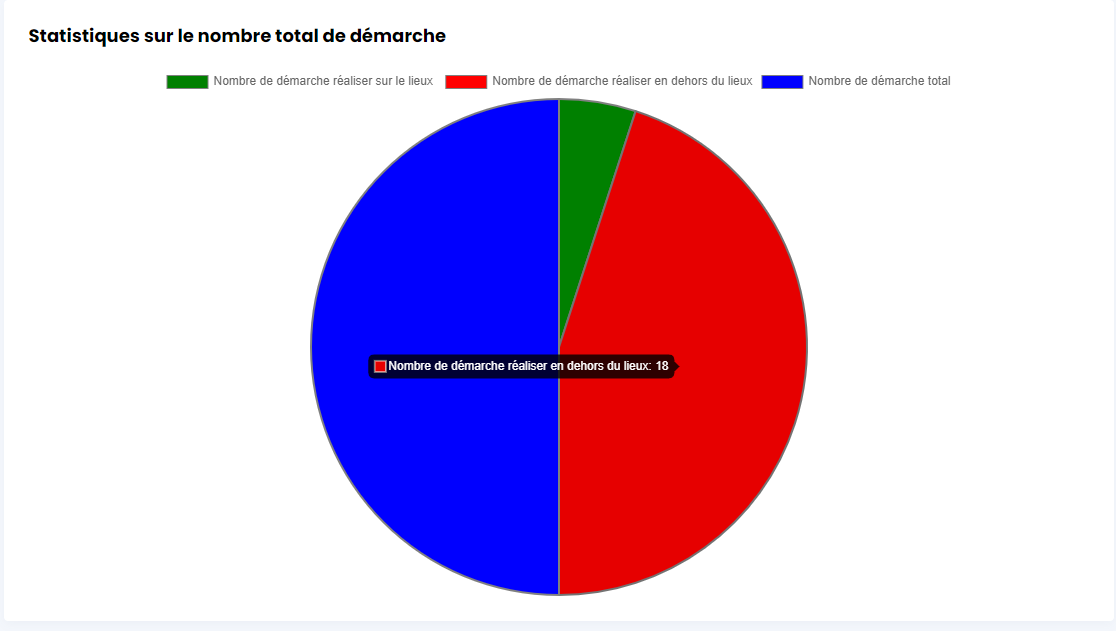 Statistiques sur le nombre total de démarche
Nombre de démarche réaliser sur le lieux Nombre de démarche réaliser en dehors du lieux Nombre de démarche total
Nombre de démarche réaliser en dehors du lieux: 18